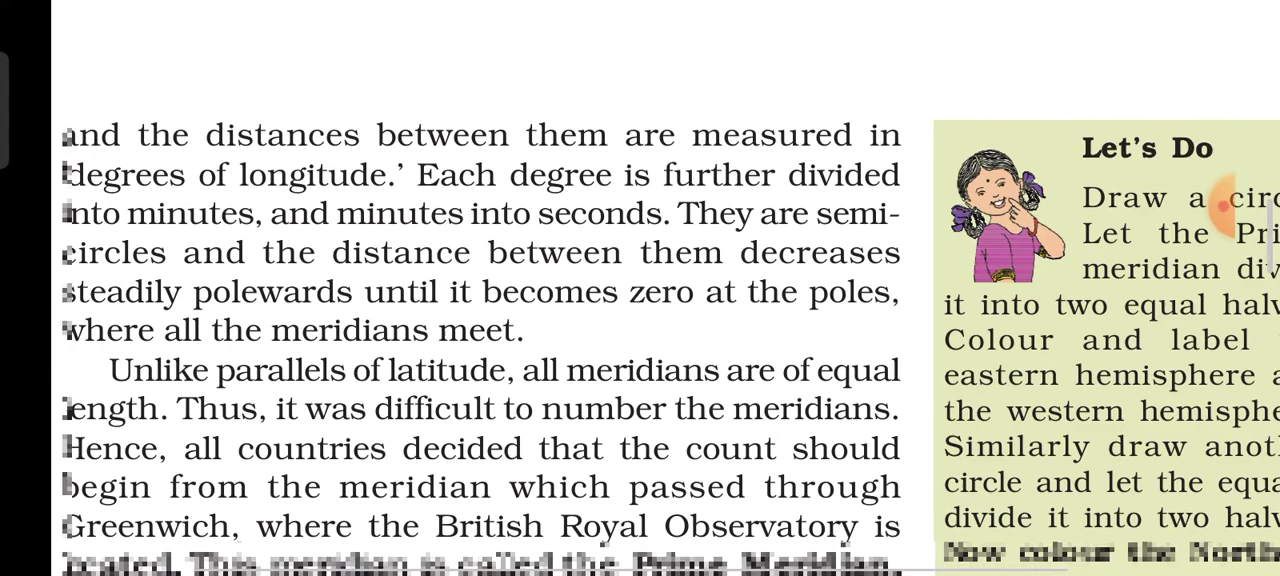 and the distances between them are measured in
degrees of longitude.’ Each degree is further divided
into minutes, and minutes into seconds. They are semi-
circles and the distance between them decreases
steadily polewards until it becomes zero at the poles,
where all the meridians meet.
Unlike parallels of latitude, all meridians are of equal
length. Thus, it was difficult to number the meridians.
Hence, all countries decided that the count should
begin from the meridian which passed through
Greenwich, where the British Royal Observatory is
located. This meridian is called the Prime Meridian.
Let’s Do
Draw a circ
Let the Pri
meridian div
it into two equal halv
Colour and label
eastern hemisphere a
the western hemisphe
Similarly draw anot
circle and let the equa
divide it into two halv
Now colour the North